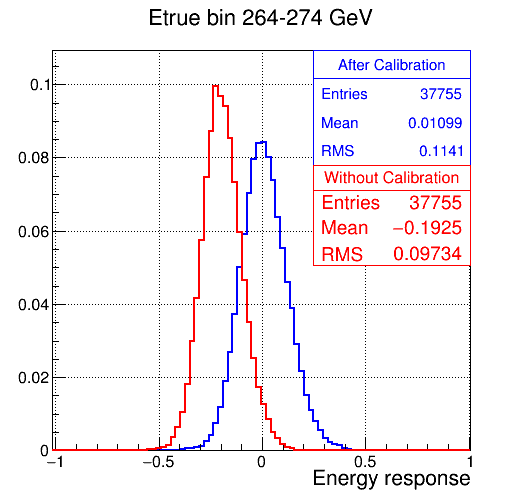 Etrue bin 264-274 GeV
After Calibration
Entries 37755
Mean 0.01099
RMS 0.1141
Without Calibration
Entries 37755
Mean −0.1925
RMS 0.09734
0.1
0.08
0.06
0.04
0.02
0
−1 −0.5 0 0.5 1
Energy response